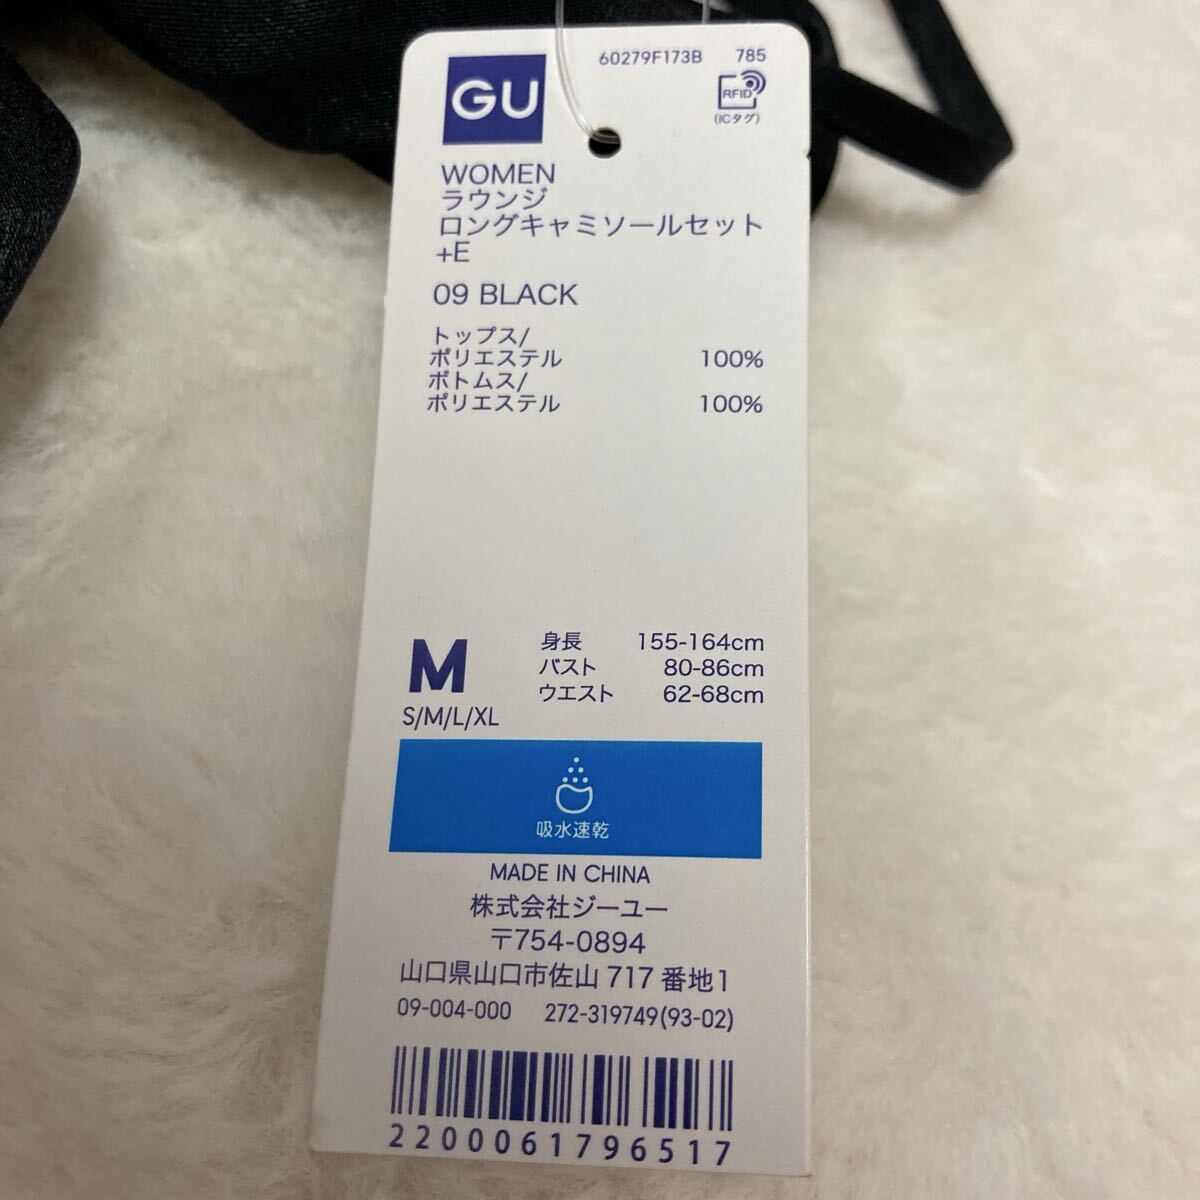 60279F173B 785
GU
RFID
(ICタグ)
WOMEN
ラウンジ
ロングキャミソールセット
+E
09 BLACK
トップス/
ポリエステル 100%
ボトムス/
ポリエステル 100%
M 身長 155-164cm
バスト 80-86cm
ウエスト 62-68cm
S/M/L/XL
吸水速乾
MADE IN CHINA
株式会社ジーユー
〒754-0894
山口県山口市佐山 717 番地1
09-004-000 272-319749(93-02)
2200061796517